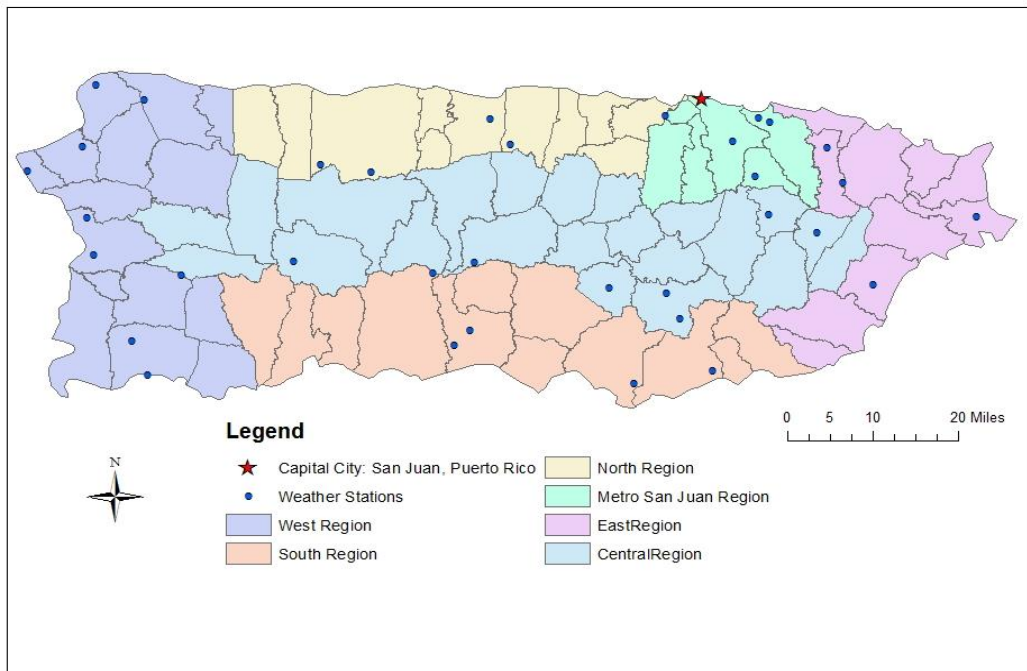 0 5 10 20 Miles
Legend
N
Capital City: San Juan, Puerto Rico
Weather Stations
West Region
South Region
North Region
Metro San Juan Region
EastRegion
CentralRegion